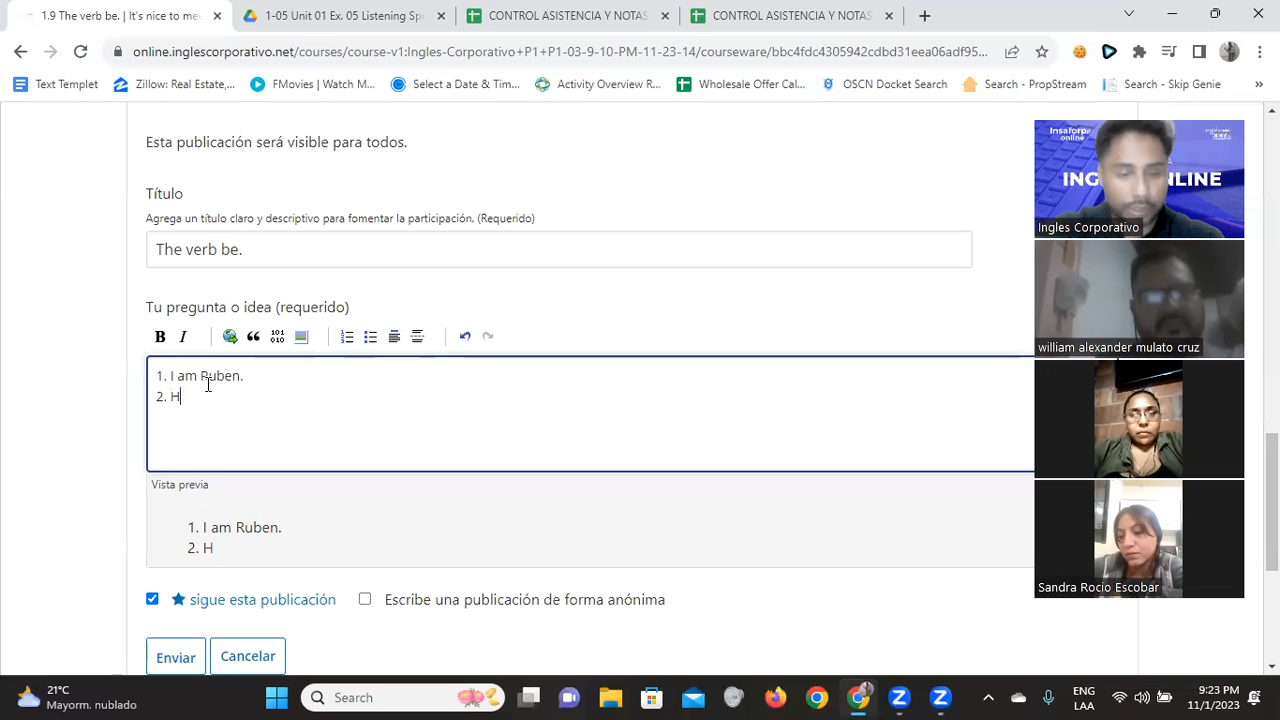 1.9 The verb be. | It's nice to me
1-05 Unit 01 Ex. 05 Listening Sp
CONTROL ASISTENCIA Y NOTAS
CONTROL ASISTENCIA Y NOTAS
online.inglescorporativo.net/courses/course-v1:Ingles-Corporativo+P1+P1-03-9-10-PM-11-23-14/courseware/bbc4fdc4305942cdbd31eea06adf95...
Text Templet
Zillow: Real Estate,...
FMovies | Watch M...
Select a Date & Tim...
Activity Overview R...
Wholesale Offer Cal...
OSCN Docket Search
Search - PropStream
Search - Skip Genie
»
Esta publicación será visible para todos.
Título
Agrega un título claro y descriptivo para fomentar la participación. (Requerido)
The verb be.
Tu pregunta o idea (requerido)
B I
101
010
1. I am Ruben.
2. H
Vista previa
1. I am Ruben.
2. H
sigue esta publicación
Escribe una publicación de forma anónima
Enviar
Cancelar
Insaforp
online
ING NLINE
Ingles Corporativo
william alexander mulato cruz
Sandra Rocio Escobar
21°C
Mayorm. nublado
Search
ENG
LAA
9:23 PM
11/1/2023